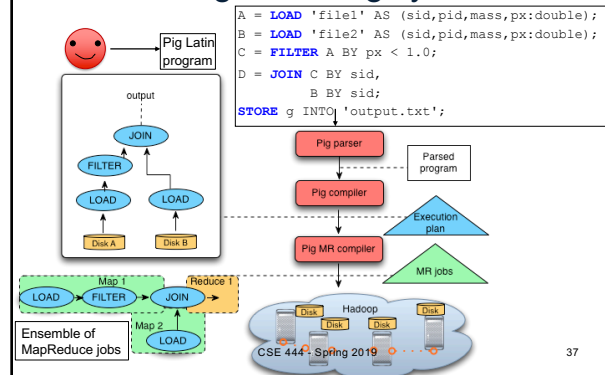 Pig Latin
program
A = LOAD 'file1' AS (sid,pid,mass,px:double);
B = LOAD 'file2' AS (sid,pid,mass,px:double);
C = FILTER A BY px < 1.0;
D = JOIN C BY sid,
B BY sid;
STORE g INTO 'output.txt';
output
JOIN
FILTER
LOAD
LOAD
Disk A
Disk B
Pig parser
Parsed
program
Pig compiler
Execution
plan
Pig MR compiler
MR jobs
Map 1
Reduce 1
LOAD
FILTER
JOIN
Map 2
LOAD
Ensemble of
MapReduce jobs
Hadoop
Disk
Disk
Disk
Disk
CSE 444 - Spring 2019
37